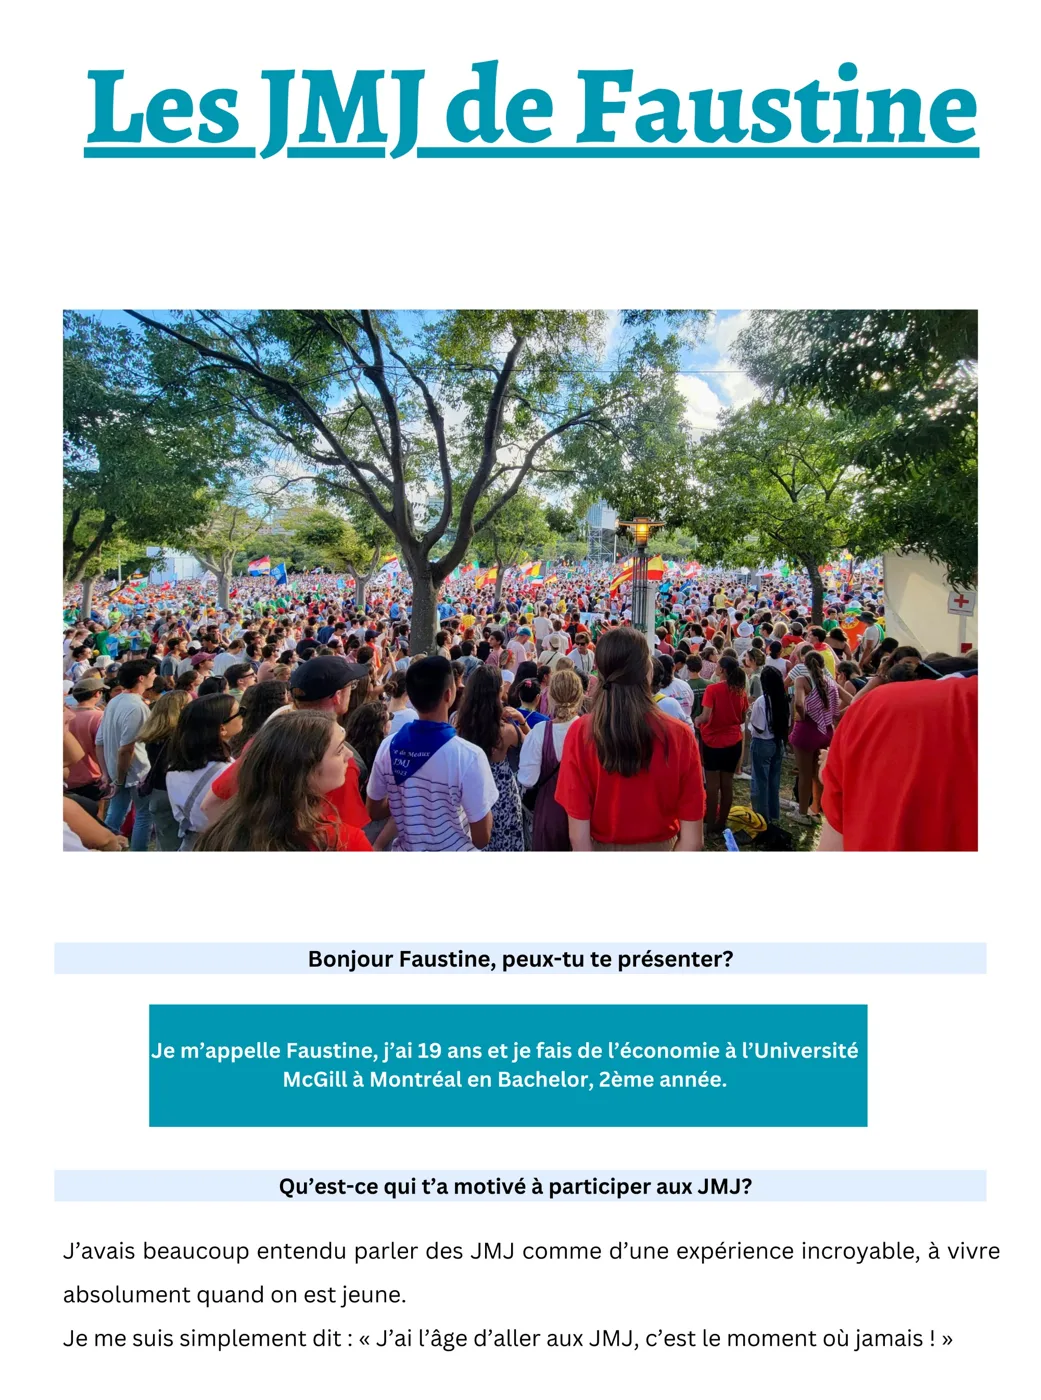 Les JMJ de Faustine
JMJ
Bonjour Faustine, peux-tu te présenter?
Je m’appelle Faustine, j’ai 19 ans et je fais de l’économie à l’Université
McGill à Montréal en Bachelor, 2ème année.
Qu’est-ce qui t’a motivé à participer aux JMJ?
J’avais beaucoup entendu parler des JMJ comme d’une expérience incroyable, à vivre
absolument quand on est jeune.
Je me suis simplement dit : « J’ai l’âge d’aller aux JMJ, c’est le moment où jamais ! »